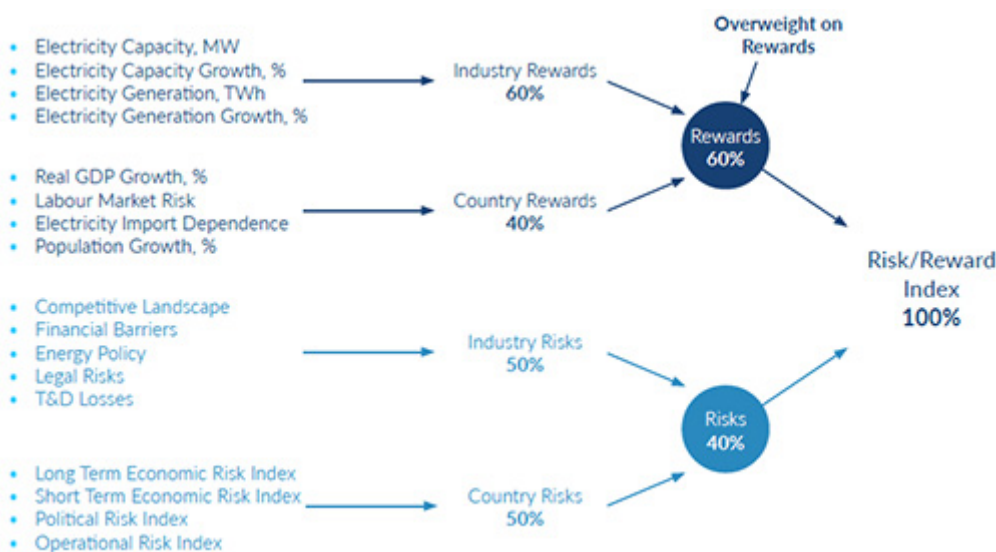 Overweight on
Rewards
• Electricity Capacity, MW
• Electricity Capacity Growth, %
• Electricity Generation, TWh
• Electricity Generation Growth, %
Industry Rewards
60%
Rewards
60%
• Real GDP Growth, %
• Labour Market Risk
• Electricity Import Dependence
• Population Growth, %
Country Rewards
40%
Risk/Reward
Index
100%
• Competitive Landscape
• Financial Barriers
• Energy Policy
• Legal Risks
• T&D Losses
Industry Risks
50%
Risks
40%
• Long Term Economic Risk Index
• Short Term Economic Risk Index
• Political Risk Index
• Operational Risk Index
Country Risks
50%